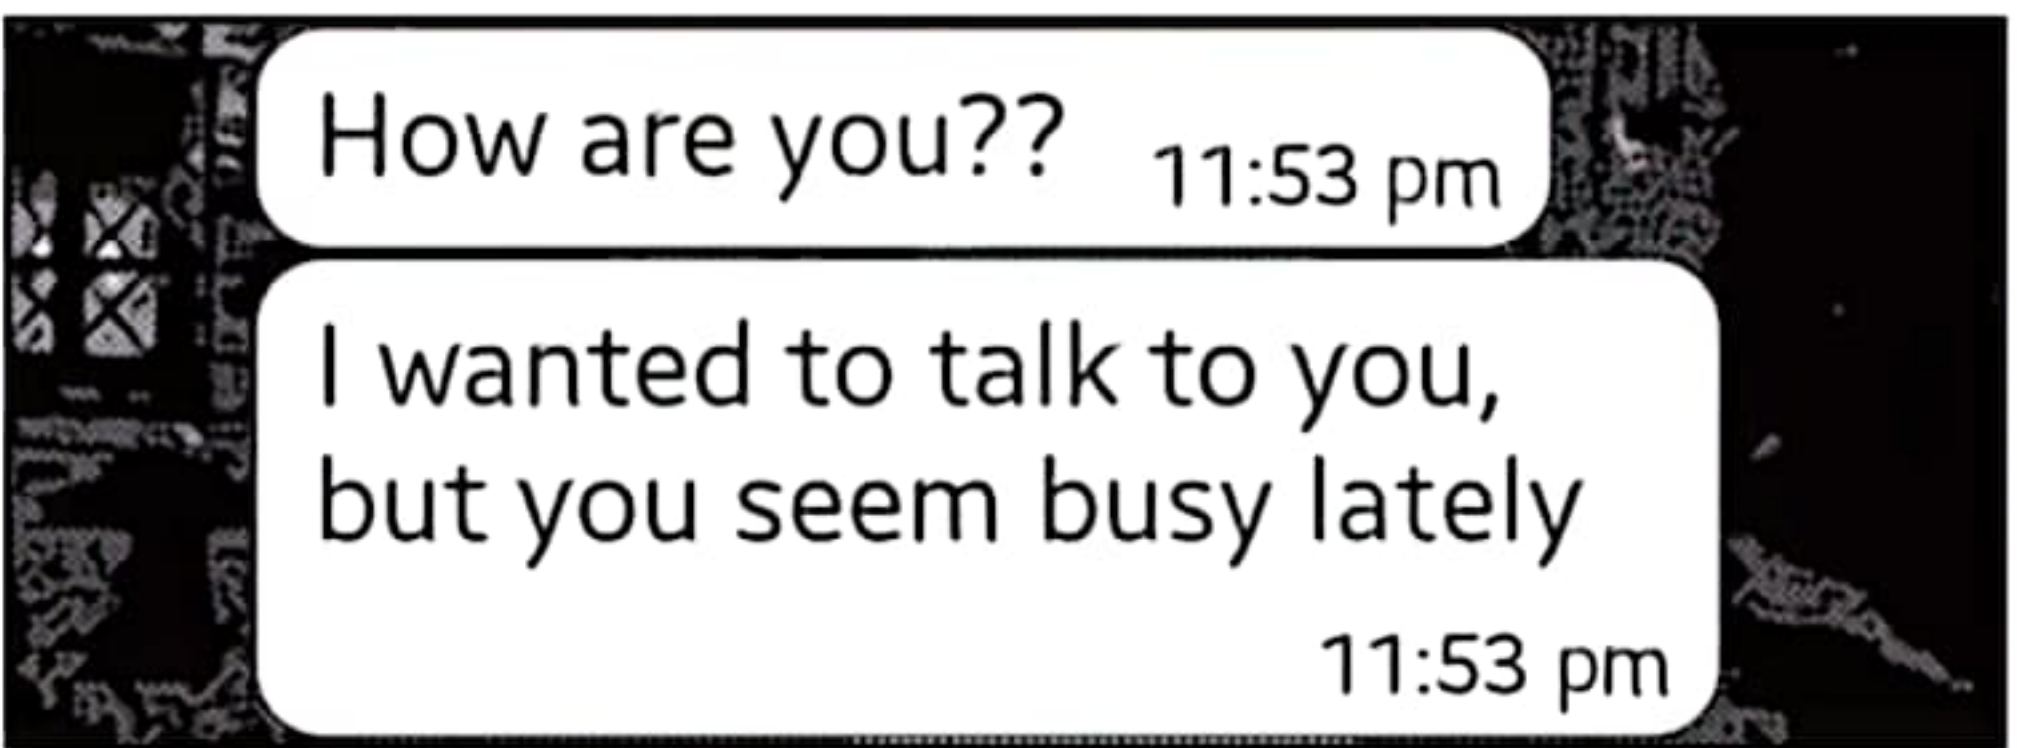 How are you??
11:53 pm
I wanted to talk to you,
but you seem busy lately
11:53 pm